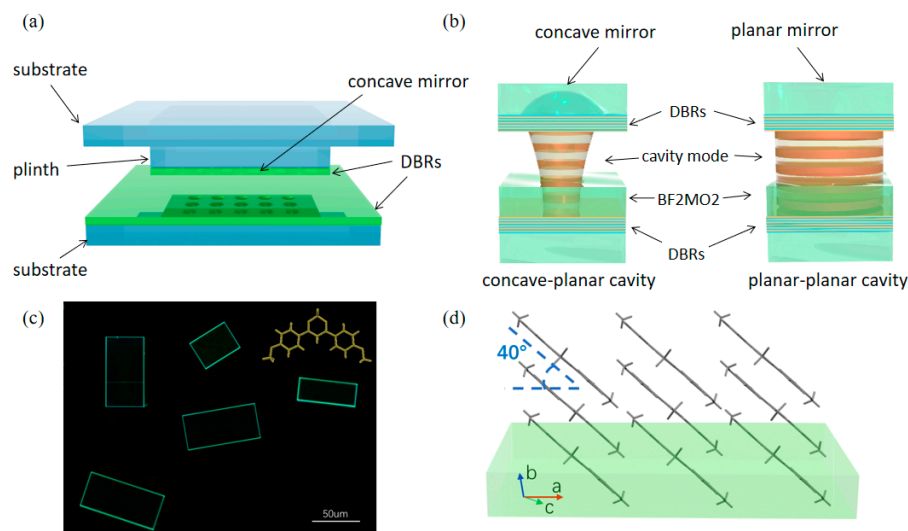 (a)
substrate
concave mirror
plinth
DBRs
substrate
(b)
concave mirror
planar mirror
DBRs
cavity mode
BF2MO2
DBRs
concave-planar cavity
planar-planar cavity
(c)
50um
(d)
40°
b
a
c